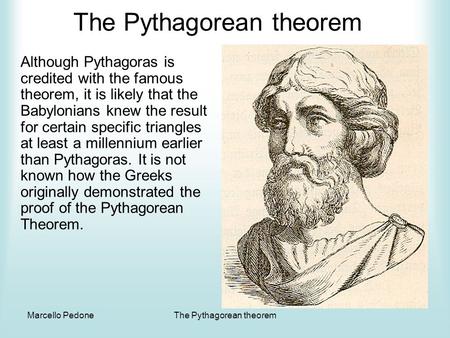 The Pythagorean theorem
Although Pythagoras is
credited with the famous
theorem, it is likely that the
Babylonians knew the result
for certain specific triangles
at least a millennium earlier
than Pythagoras. It is not
known how the Greeks
originally demonstrated the
proof of the Pythagorean
Theorem.
Marcello Pedone
The Pythagorean theorem